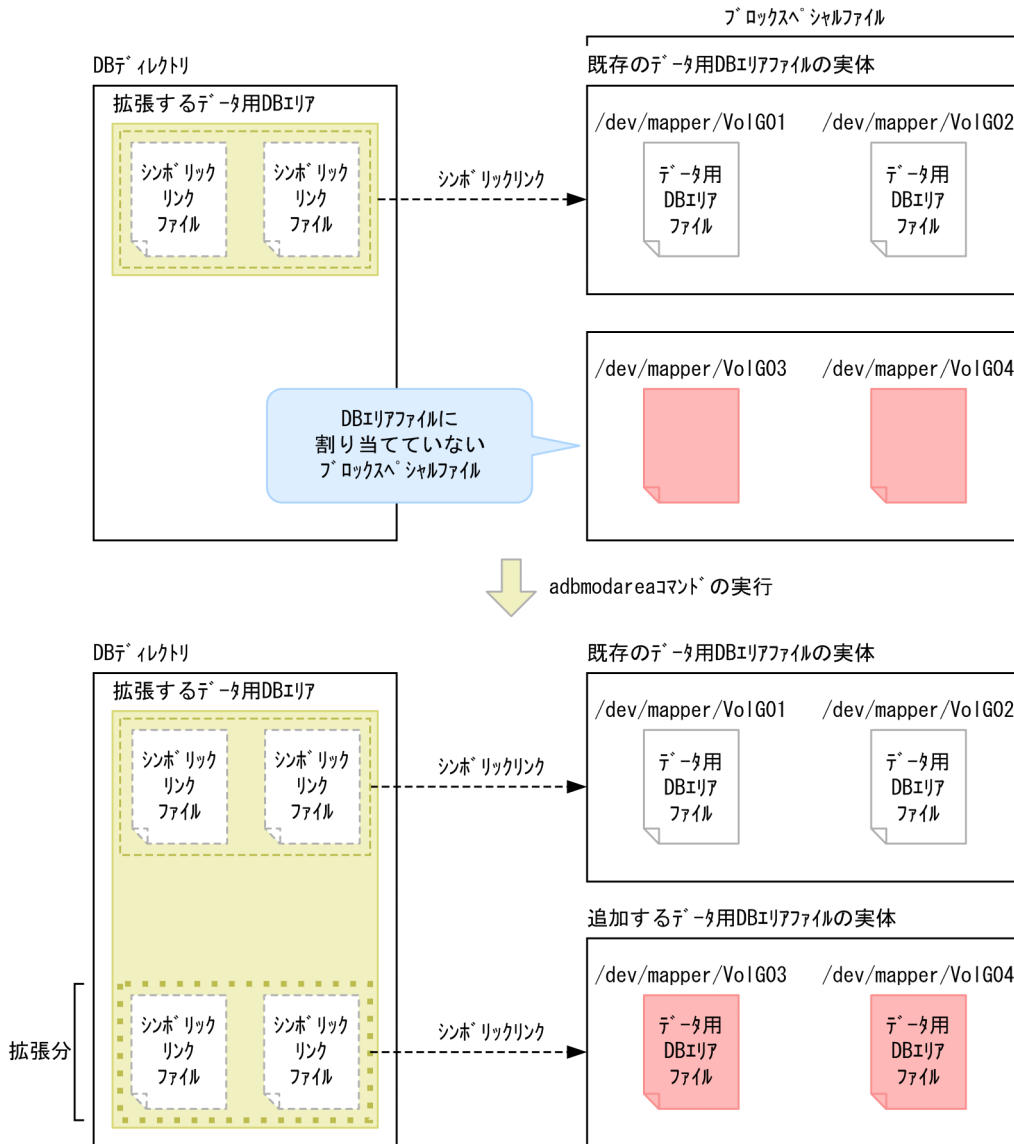 ブロックスペシャルファイル
DBディレクトリ
既存のデータ用DBエリアファイルの実体
拡張するデータ用DBエリア
/dev/mapper/VolG01
/dev/mapper/VolG02
シンボリック
リンク
ファイル
シンボリック
リンク
ファイル
シンボリックリンク
データ用
DBエリア
ファイル
データ用
DBエリア
ファイル
/dev/mapper/VolG03
/dev/mapper/VolG04
DBエリアファイルに
割り当てていない
ブロックスペシャルファイル
adbmodareaコマンドの実行
DBディレクトリ
既存のデータ用DBエリアファイルの実体
拡張するデータ用DBエリア
/dev/mapper/VolG01
/dev/mapper/VolG02
シンボリック
リンク
ファイル
シンボリック
リンク
ファイル
シンボリックリンク
データ用
DBエリア
ファイル
データ用
DBエリア
ファイル
追加するデータ用DBエリアファイルの実体
/dev/mapper/VolG03
/dev/mapper/VolG04
拡張分
シンボリック
リンク
ファイル
シンボリック
リンク
ファイル
シンボリックリンク
データ用
DBエリア
ファイル
データ用
DBエリア
ファイル